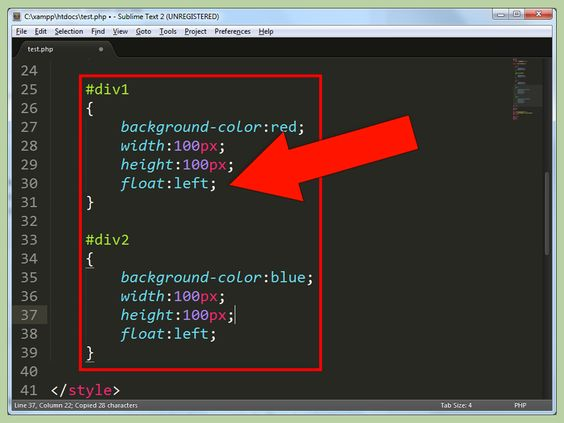 C:\xampp\htdocs\test.php • - Sublime Text 2 (UNREGISTERED)
File Edit Selection Find View Goto Tools Project Preferences Help
test.php
24
25 #div1
26 {
27 background-color:red;
28 width:100px;
29 height:100px;
30 float:left;
31 }
32
33 #div2
34 {
35 background-color:blue;
36 width:100px;
37 height:100px;
38 float:left;
39 }
40
41 </style>
Line 37, Column 22; Copied 28 characters Tab Size: 4 PHP